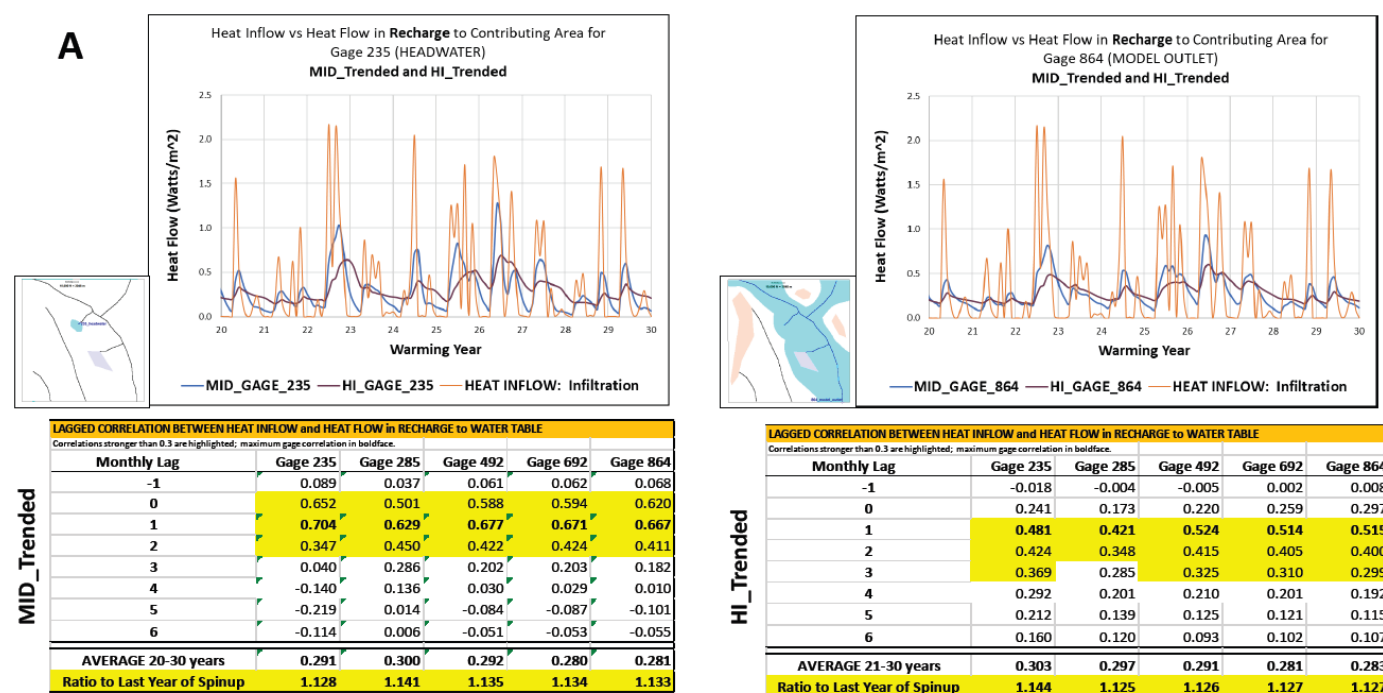 A
Heat Inflow vs Heat Flow in Recharge to Contributing Area for
Gage 235 (HEADWATER)
MID_Trended and HI_Trended
Heat Flow (Watts/m^2)
2.5
2.0
1.5
1.0
0.5
0.0
20 21 22 23 24 25 26 27 28 29 30
Warming Year
MID_GAGE_235 HI_GAGE_235 HEAT INFLOW: Infiltration
Heat Inflow vs Heat Flow in Recharge to Contributing Area for
Gage 864 (MODEL OUTLET)
MID_Trended and HI_Trended
Heat Flow (Watts/m^2)
2.5
2.0
1.5
1.0
0.5
0.0
20 21 22 23 24 25 26 27 28 29 30
Warming Year
MID_GAGE_864 HI_GAGE_864 HEAT INFLOW: Infiltration
MID_Trended
LAGGED CORRELATION BETWEEN HEAT INFLOW and HEAT FLOW in RECHARGE to WATER TABLE
Correlations stronger than 0.3 are highlighted; maximum gage correlation in boldface.
Monthly Lag Gage 235 Gage 285 Gage 492 Gage 692 Gage 864
-1 0.089 0.037 0.061 0.062 0.068
0 0.652 0.501 0.588 0.594 0.620
1 0.704 0.629 0.677 0.671 0.667
2 0.347 0.450 0.422 0.424 0.411
3 0.040 0.286 0.202 0.203 0.182
4 -0.140 0.136 0.030 0.029 0.010
5 -0.219 0.014 -0.084 -0.087 -0.101
6 -0.114 0.006 -0.051 -0.053 -0.055
AVERAGE 20-30 years 0.291 0.300 0.292 0.280 0.281
Ratio to Last Year of Spinup 1.128 1.141 1.135 1.134 1.133
HI_Trended
LAGGED CORRELATION BETWEEN HEAT INFLOW and HEAT FLOW in RECHARGE to WATER TABLE
Correlations stronger than 0.3 are highlighted; maximum gage correlation in boldface.
Monthly Lag Gage 235 Gage 285 Gage 492 Gage 692 Gage 864
-1 -0.018 -0.004 -0.005 0.002 0.008
0 0.241 0.173 0.220 0.259 0.297
1 0.481 0.421 0.524 0.514 0.515
2 0.424 0.348 0.415 0.405 0.400
3 0.369 0.285 0.325 0.310 0.299
4 0.292 0.201 0.210 0.201 0.192
5 0.212 0.139 0.125 0.121 0.115
6 0.160 0.120 0.093 0.102 0.107
AVERAGE 21-30 years 0.303 0.297 0.291 0.281 0.283
Ratio to Last Year of Spinup 1.144 1.125 1.126 1.127 1.127